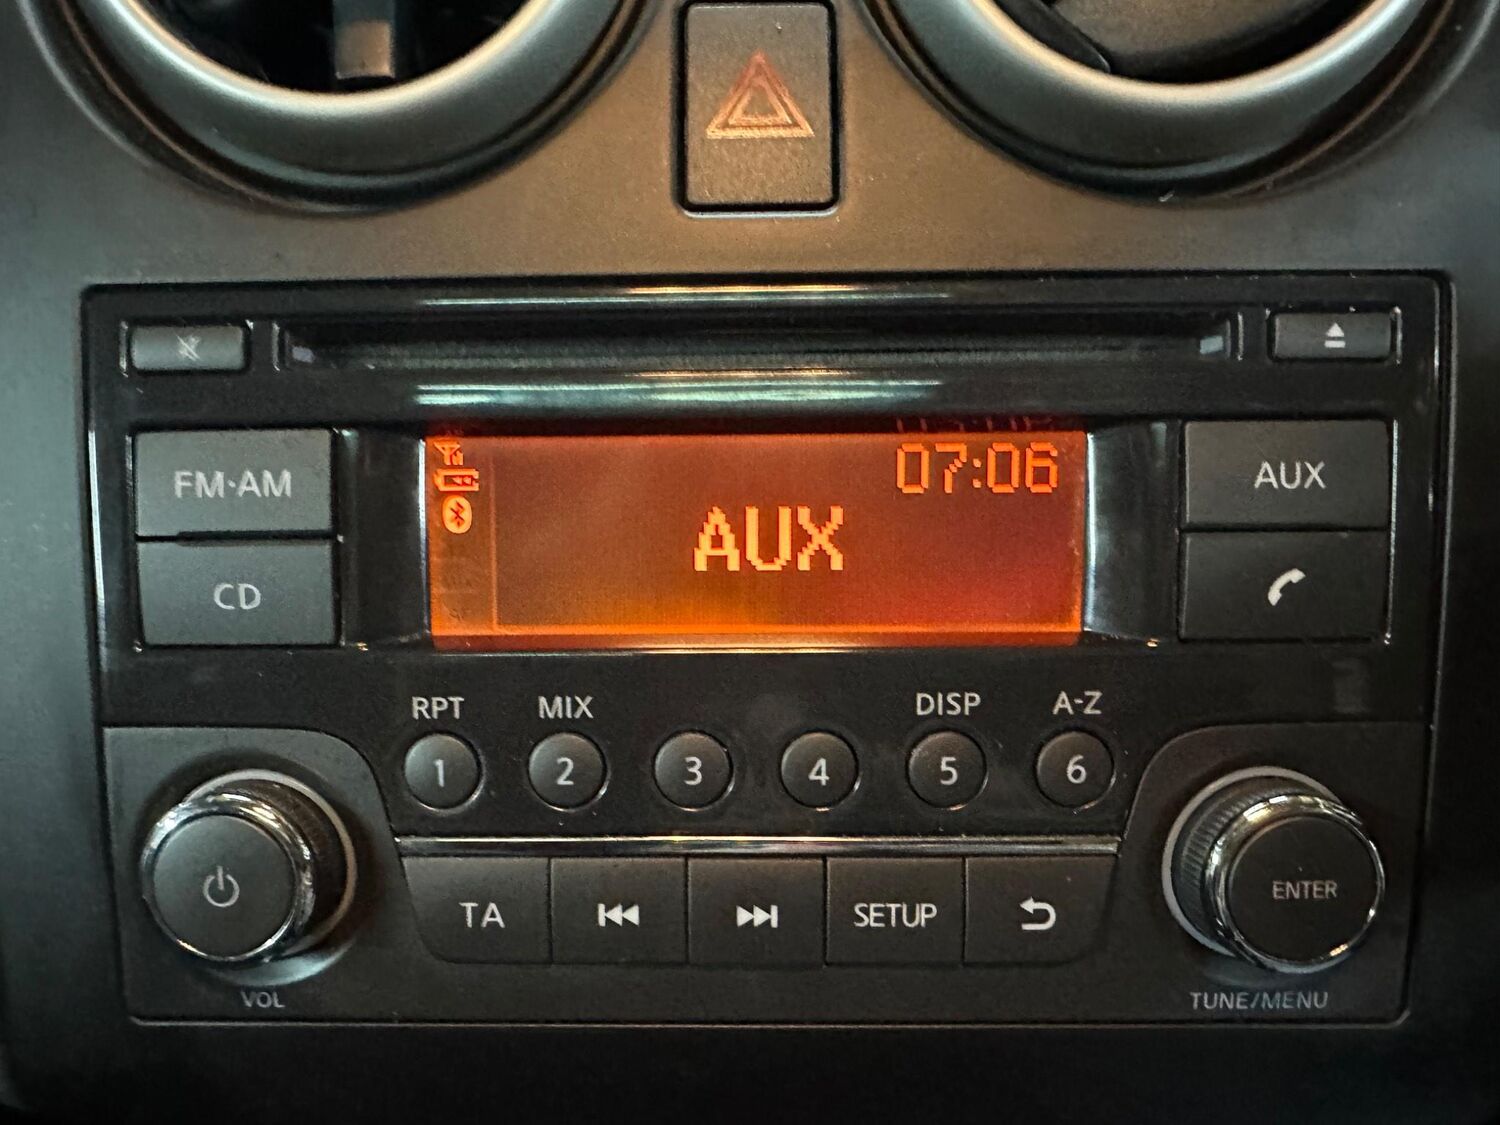 07:06
AUX
FM·AM
CD
AUX
RPT
MIX
DISP
A-Z
1
2
3
4
5
6
TA
SETUP
ENTER
VOL
TUNE/MENU